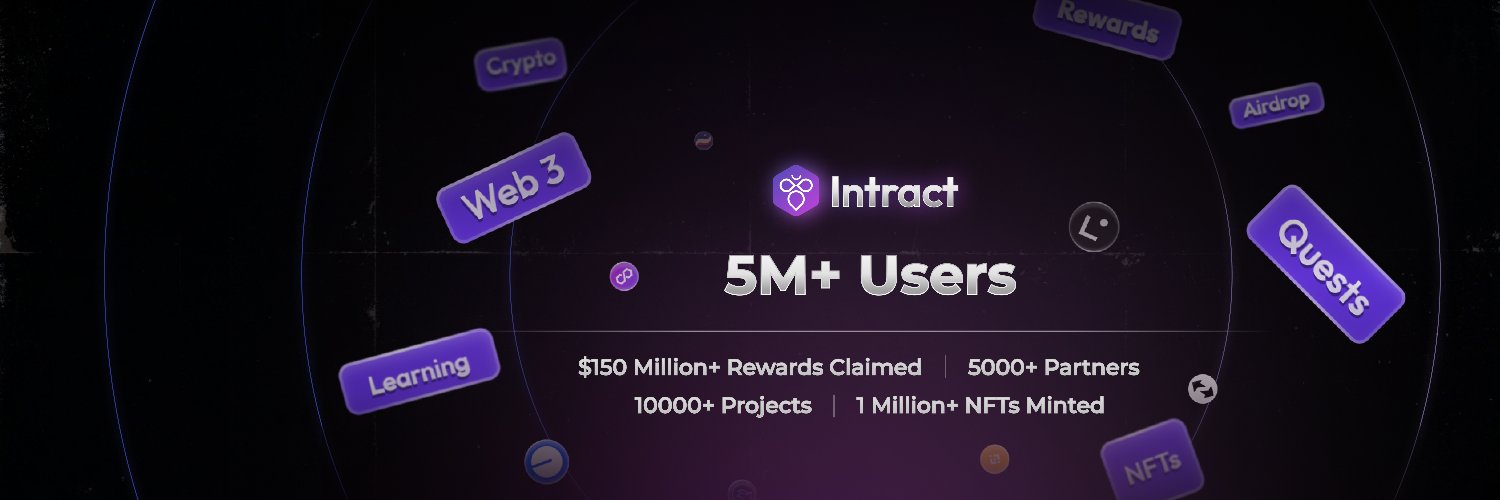 Rewards
Crypto
Airdrop
Web 3
Intract
Quests
5M+ Users
Learning
$150 Million+ Rewards Claimed | 5000+ Partners
10000+ Projects | 1 Million+ NFTs Minted
NFTs